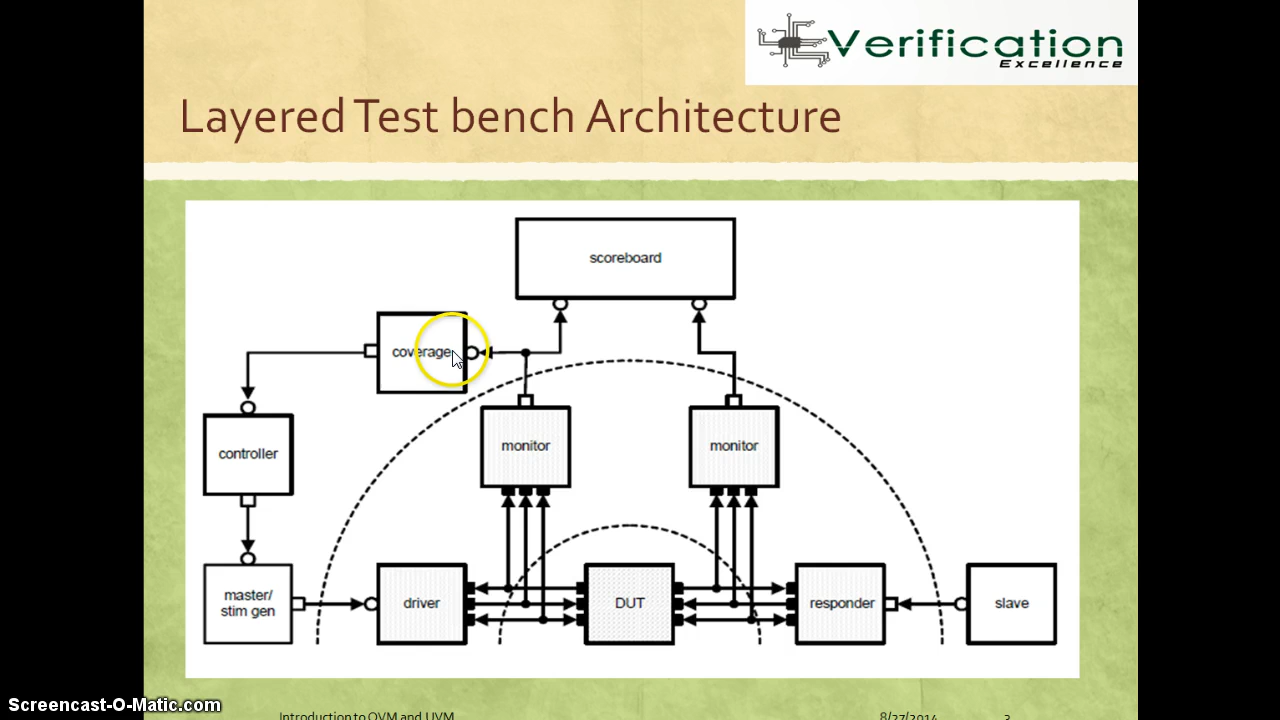 Verification
Excellence
Layered Test bench Architecture
scoreboard
coverage
monitor
monitor
controller
master/
stim gen
driver
DUT
responder
slave
Screencast-O-Matic.com
Introduction to OVM and UVM
8/27/2014
3